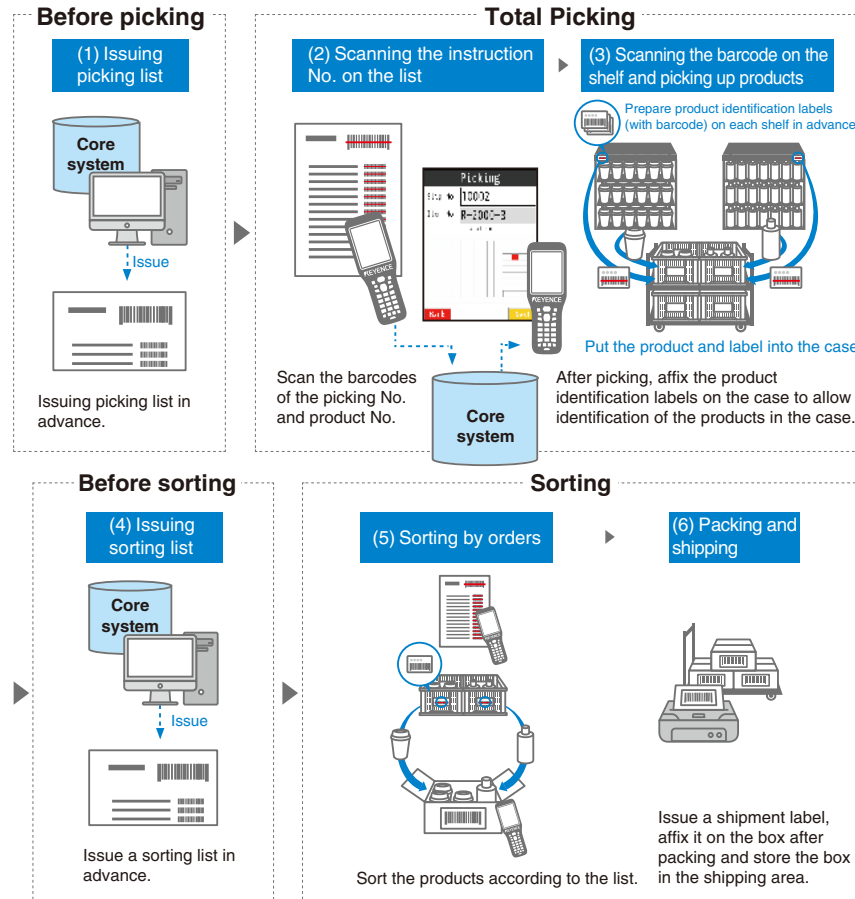 Before picking
(1) Issuing
picking list
Core
system
Issue
Issuing picking list in
advance.
Total Picking
(2) Scanning the instruction
No. on the list
Picking
10002
KEYENCE
KEYENCE
Scan the barcodes
of the picking No.
and product No.
Core
system
(3) Scanning the barcode on the
shelf and picking up products
Prepare product identification labels
(with barcode) on each shelf in advance
Put the product and label into the case
After picking, affix the product
identification labels on the case to allow
identification of the products in the case.
Before sorting
(4) Issuing
sorting list
Core
system
Issue
Issue a sorting list in
advance.
Sorting
(5) Sorting by orders
Sort the products according to the list.
(6) Packing and
shipping
Issue a shipment label,
affix it on the box after
packing and store the box
in the shipping area.